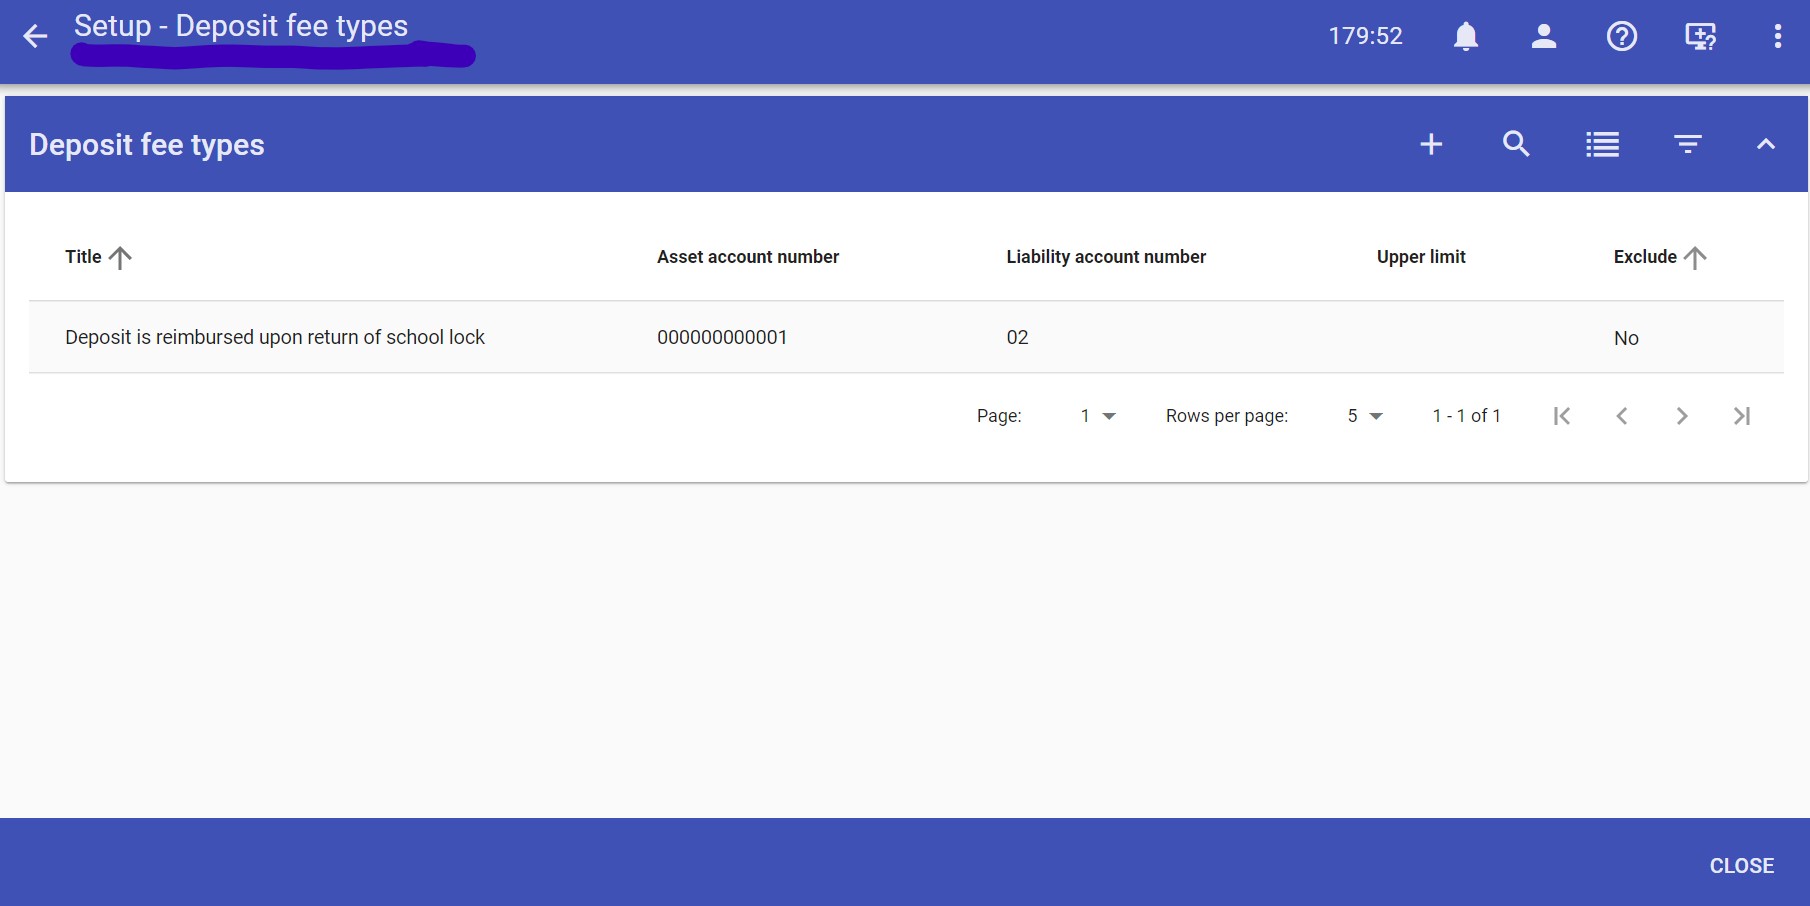 Setup - Deposit fee types
179:52
Deposit fee types
Title Asset account number Liability account number Upper limit Exclude
Deposit is reimbursed upon return of school lock 000000000001 02 No
Page: 1 Rows per page: 5 1 - 1 of 1
CLOSE